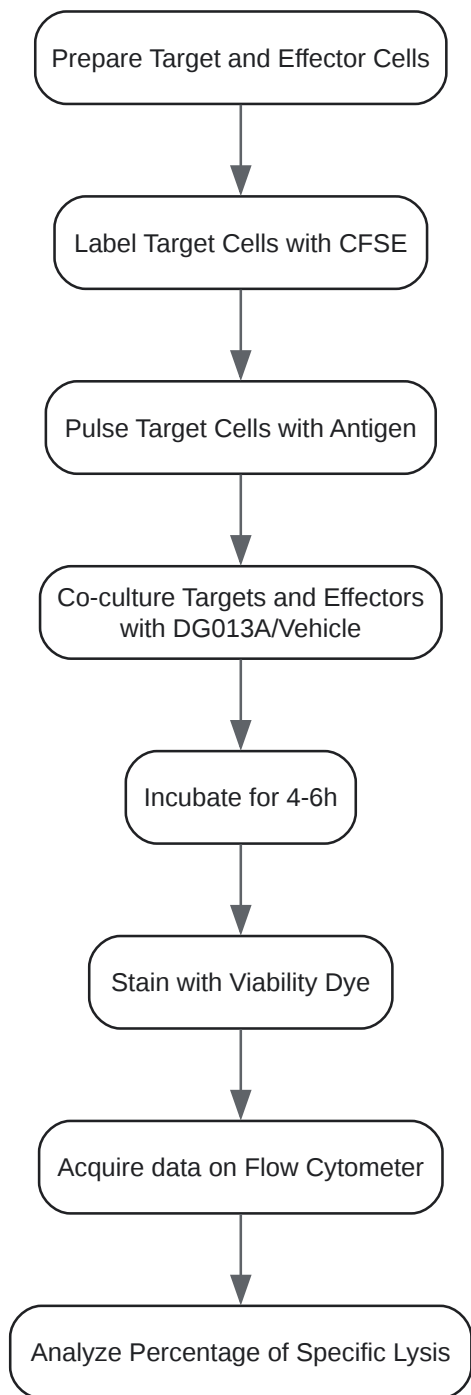 Prepare Target and Effector Cells
Label Target Cells with CFSE
Pulse Target Cells with Antigen
Co-culture Targets and Effectors
with DG013A/Vehicle
Incubate for 4-6h
Stain with Viability Dye
Acquire data on Flow Cytometer
Analyze Percentage of Specific Lysis